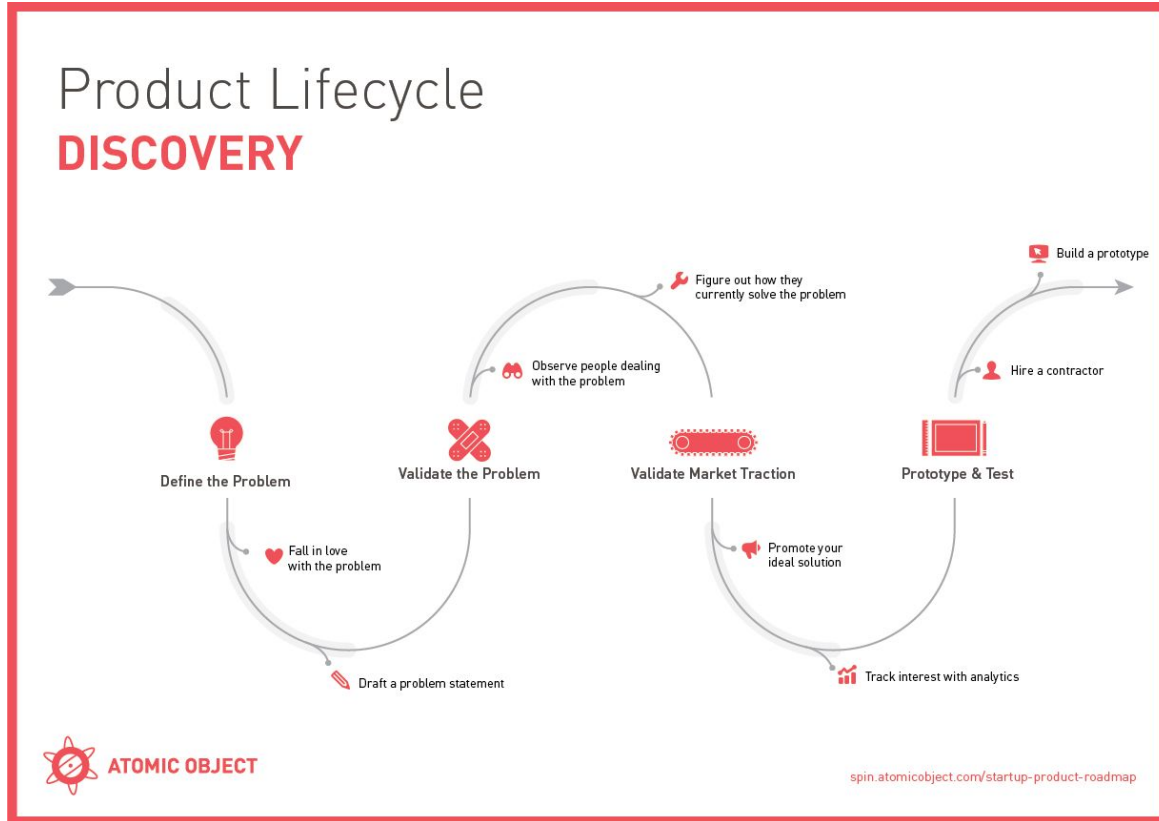 Product Lifecycle
DISCOVERY
Define the Problem
Fall in love
with the problem
Draft a problem statement
Validate the Problem
Observe people dealing
with the problem
Figure out how they
currently solve the problem
Validate Market Traction
Promote your
ideal solution
Track interest with analytics
Prototype & Test
Hire a contractor
Build a prototype
ATOMIC OBJECT
spin.atomicobject.com/startup-product-roadmap